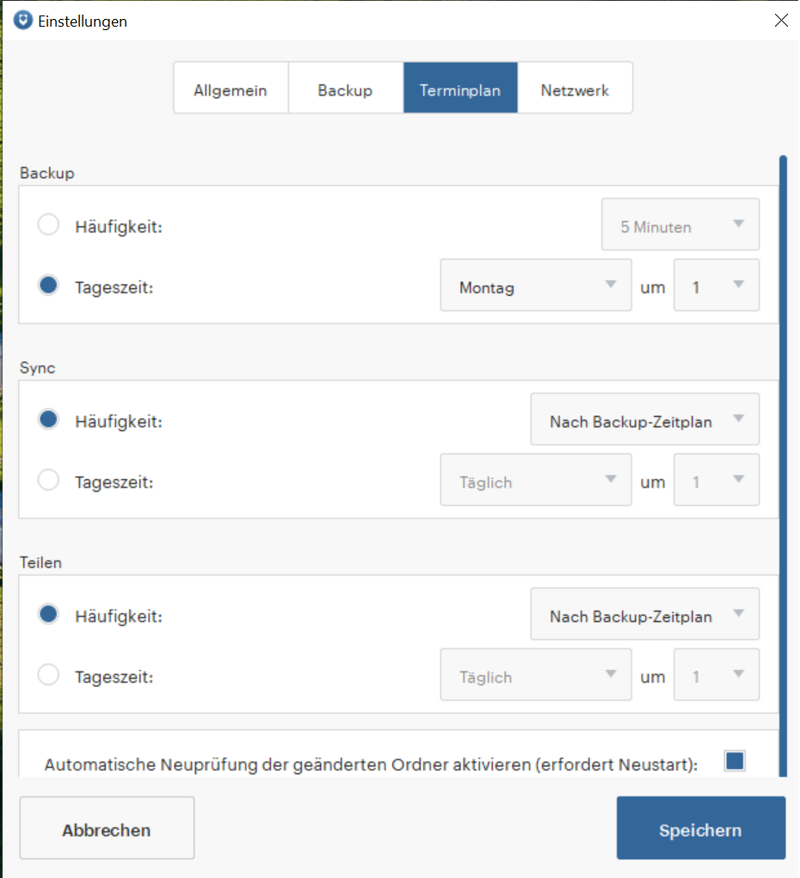 Einstellungen
Allgemein Backup Terminplan Netzwerk
Backup
Häufigkeit: 5 Minuten
Tageszeit: Montag um 1
Sync
Häufigkeit: Nach Backup-Zeitplan
Tageszeit: Täglich um 1
Teilen
Häufigkeit: Nach Backup-Zeitplan
Tageszeit: Täglich um 1
Automatische Neuprüfung der geänderten Ordner aktivieren (erfordert Neustart):
Abbrechen Speichern